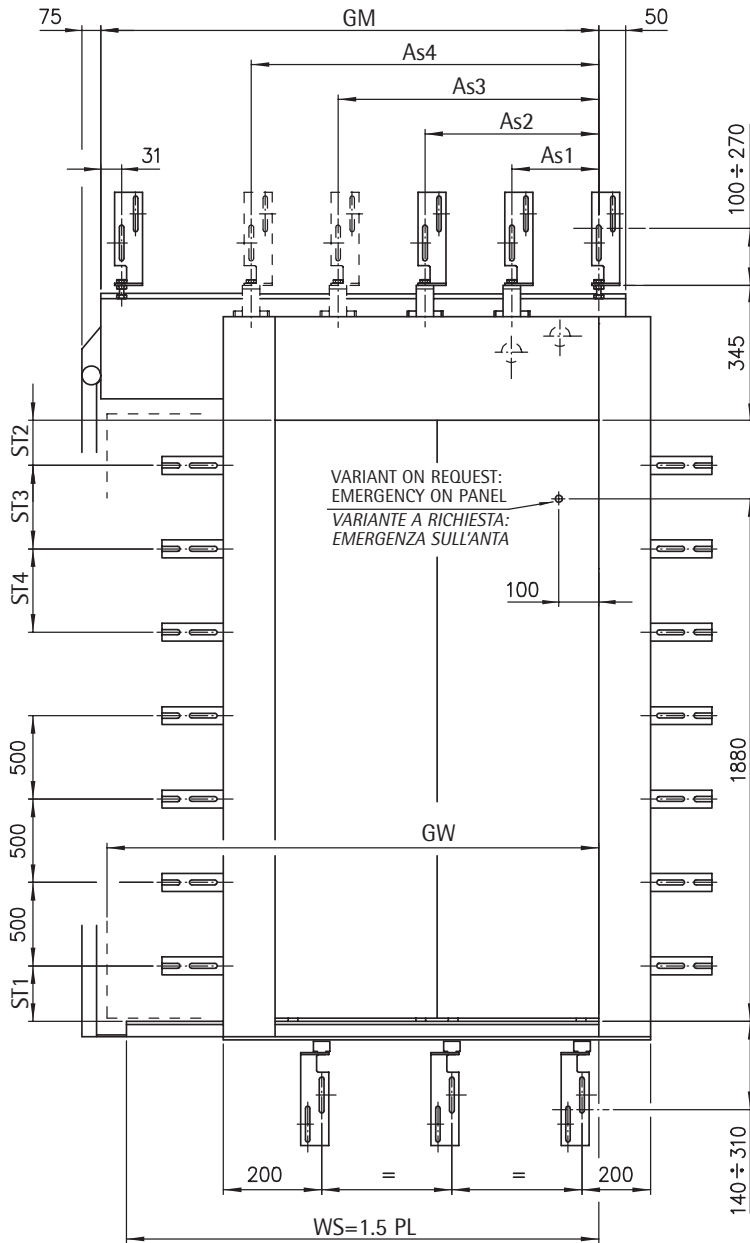 75
GM
50
As4
As3
As2
As1
31
100÷270
345
ST2
ST3
ST4
VARIANT ON REQUEST:
EMERGENCY ON PANEL
VARIANTE A RICHIESTA:
EMERGENZA SULL'ANTA
100
1880
500
500
500
GW
ST1
200
=
=
200
140÷310
WS=1.5 PL